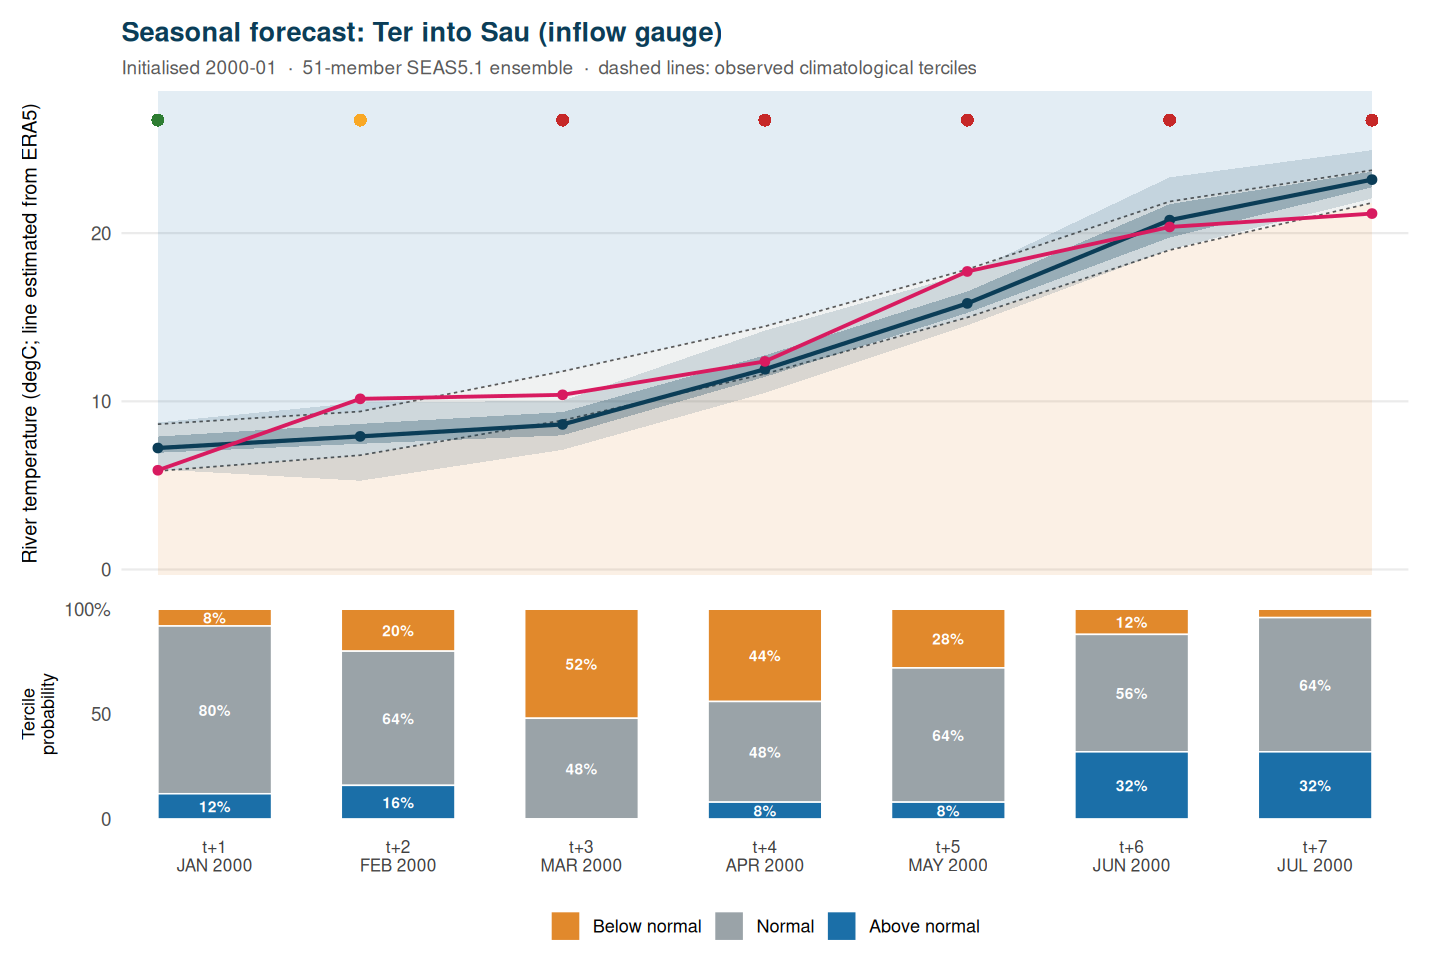 Seasonal forecast: Ter into Sau (inflow gauge)
Initialised 2000-01 · 51-member SEAS5.1 ensemble · dashed lines: observed climatological terciles
River temperature (degC; line estimated from ERA5)
20
10
0
Tercile
probability
100%
50
0
8%
80%
12%
20%
64%
16%
52%
48%
44%
48%
8%
28%
64%
8%
12%
56%
32%
64%
32%
t+1
JAN 2000
t+2
FEB 2000
t+3
MAR 2000
t+4
APR 2000
t+5
MAY 2000
t+6
JUN 2000
t+7
JUL 2000
Below normal
Normal
Above normal